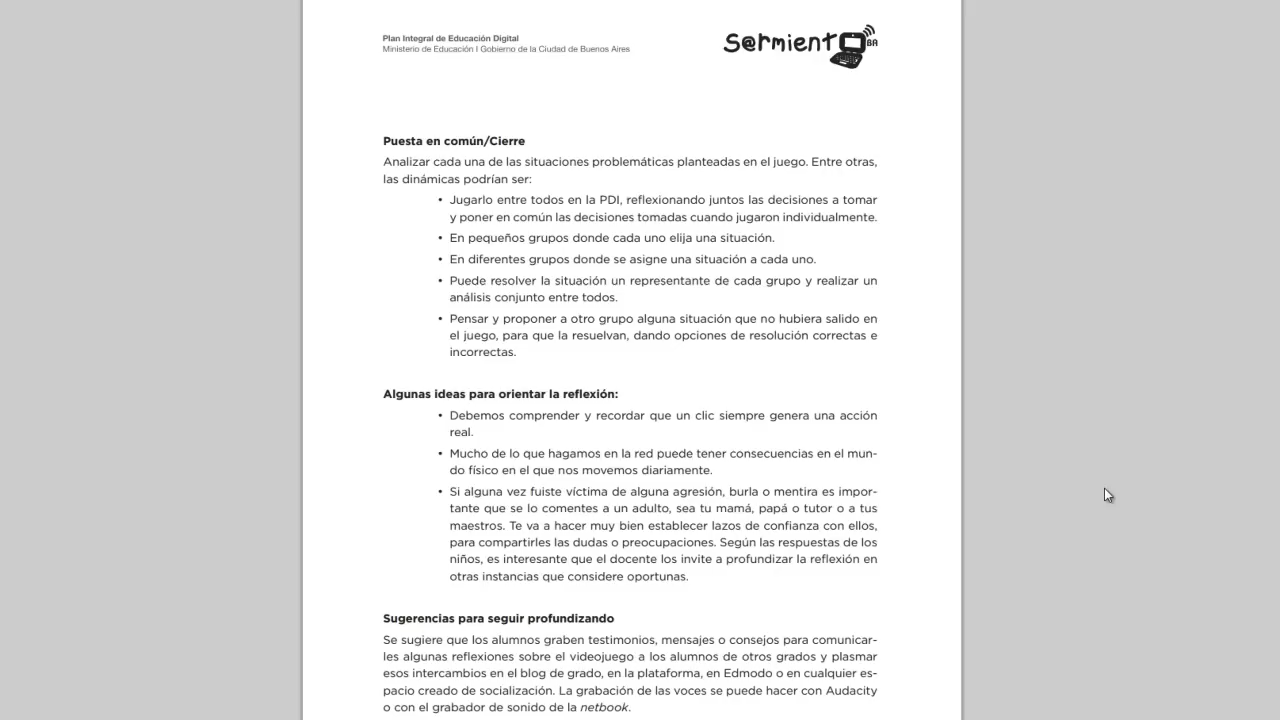 Plan Integral de Educación Digital
Ministerio de Educación I Gobierno de la Ciudad de Buenos Aires
S@rmiento BA
Puesta en común/Cierre
Analizar cada una de las situaciones problemáticas planteadas en el juego. Entre otras,
las dinámicas podrían ser:
• Jugarlo entre todos en la PDI, reflexionando juntos las decisiones a tomar
y poner en común las decisiones tomadas cuando jugaron individualmente.
• En pequeños grupos donde cada uno elija una situación.
• En diferentes grupos donde se asigne una situación a cada uno.
• Puede resolver la situación un representante de cada grupo y realizar un
análisis conjunto entre todos.
• Pensar y proponer a otro grupo alguna situación que no hubiera salido en
el juego, para que la resuelvan, dando opciones de resolución correctas e
incorrectas.
Algunas ideas para orientar la reflexión:
• Debemos comprender y recordar que un clic siempre genera una acción
real.
• Mucho de lo que hagamos en la red puede tener consecuencias en el mun-
do físico en el que nos movemos diariamente.
• Si alguna vez fuiste víctima de alguna agresión, burla o mentira es impor-
tante que se lo comentes a un adulto, sea tu mamá, papá o tutor o a tus
maestros. Te va a hacer muy bien establecer lazos de confianza con ellos,
para compartirles las dudas o preocupaciones. Según las respuestas de los
niños, es interesante que el docente los invite a profundizar la reflexión en
otras instancias que considere oportunas.
Sugerencias para seguir profundizando
Se sugiere que los alumnos graben testimonios, mensajes o consejos para comunicar-
les algunas reflexiones sobre el videojuego a los alumnos de otros grados y plasmar
esos intercambios en el blog de grado, en la plataforma, en Edmodo o en cualquier es-
pacio creado de socialización. La grabación de las voces se puede hacer con Audacity
o con el grabador de sonido de la netbook.